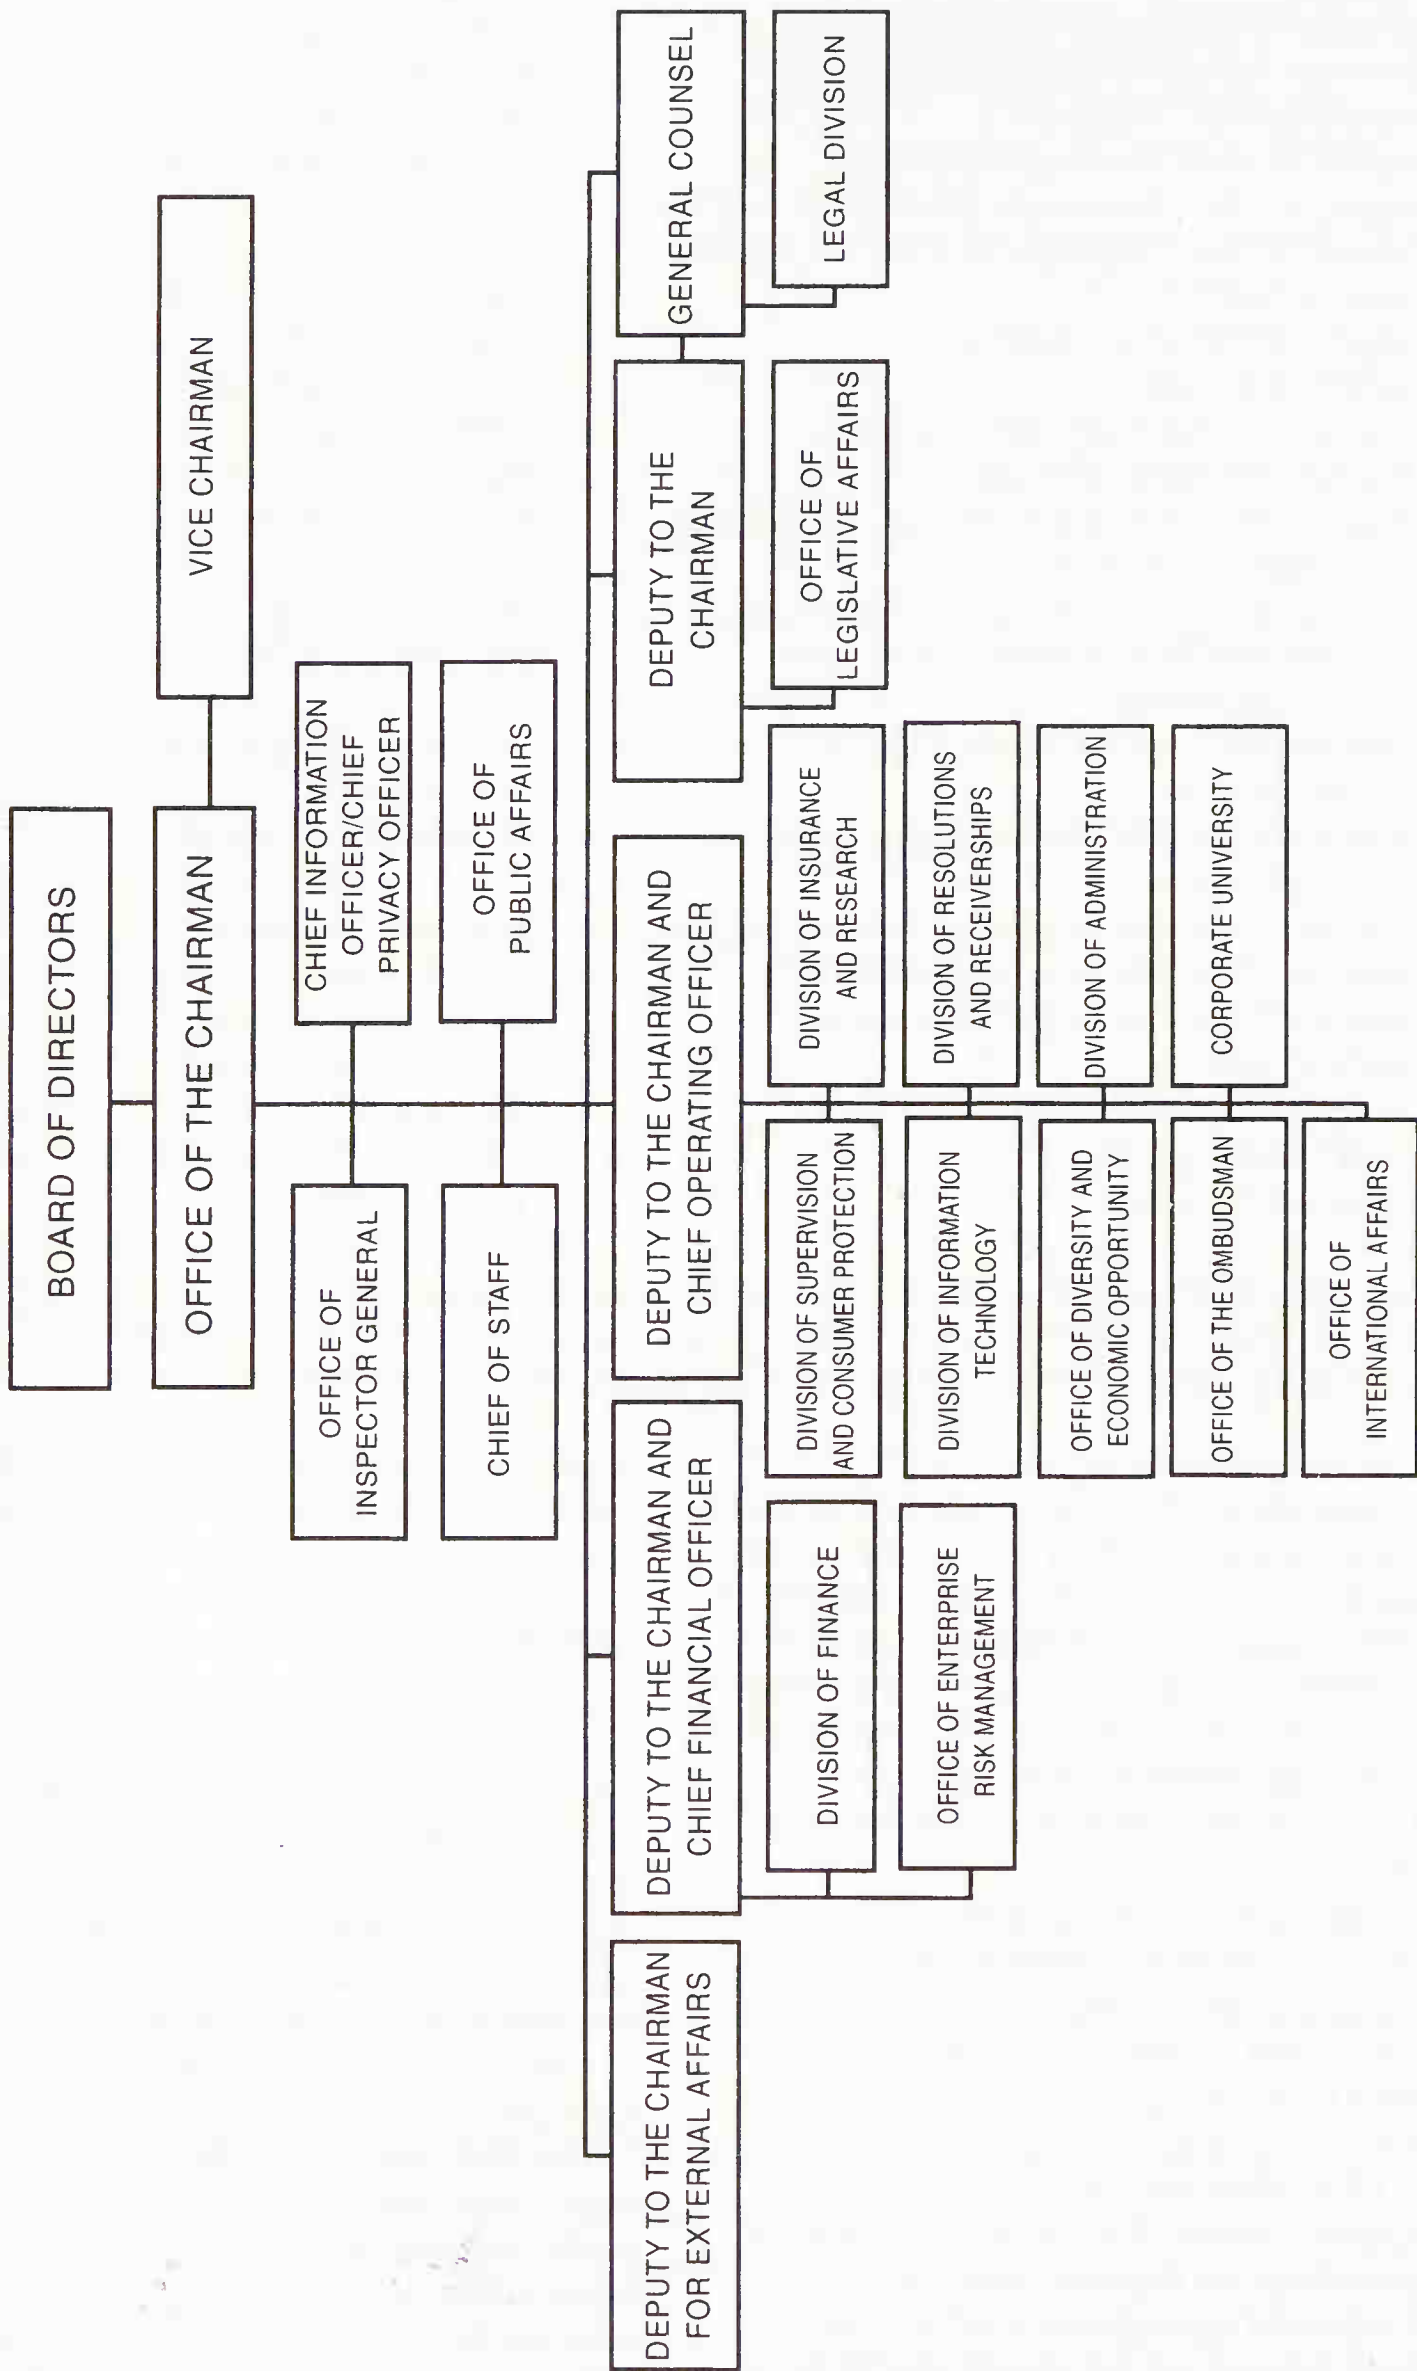 BOARD OF DIRECTORS
OFFICE OF THE CHAIRMAN
VICE CHAIRMAN
OFFICE OF
INSPECTOR GENERAL
CHIEF INFORMATION
OFFICER/CHIEF
PRIVACY OFFICER
CHIEF OF STAFF
OFFICE OF
PUBLIC AFFAIRS
DEPUTY TO THE CHAIRMAN
FOR EXTERNAL AFFAIRS
DEPUTY TO THE CHAIRMAN AND
CHIEF FINANCIAL OFFICER
DEPUTY TO THE CHAIRMAN AND
CHIEF OPERATING OFFICER
DEPUTY TO THE
CHAIRMAN
GENERAL COUNSEL
DIVISION OF FINANCE
OFFICE OF ENTERPRISE
RISK MANAGEMENT
DIVISION OF SUPERVISION
AND CONSUMER PROTECTION
DIVISION OF INSURANCE
AND RESEARCH
DIVISION OF INFORMATION
TECHNOLOGY
DIVISION OF RESOLUTIONS
AND RECEIVERSHIPS
OFFICE OF DIVERSITY AND
ECONOMIC OPPORTUNITY
DIVISION OF ADMINISTRATION
OFFICE OF THE OMBUDSMAN
CORPORATE UNIVERSITY
OFFICE OF
INTERNATIONAL AFFAIRS
OFFICE OF
LEGISLATIVE AFFAIRS
LEGAL DIVISION